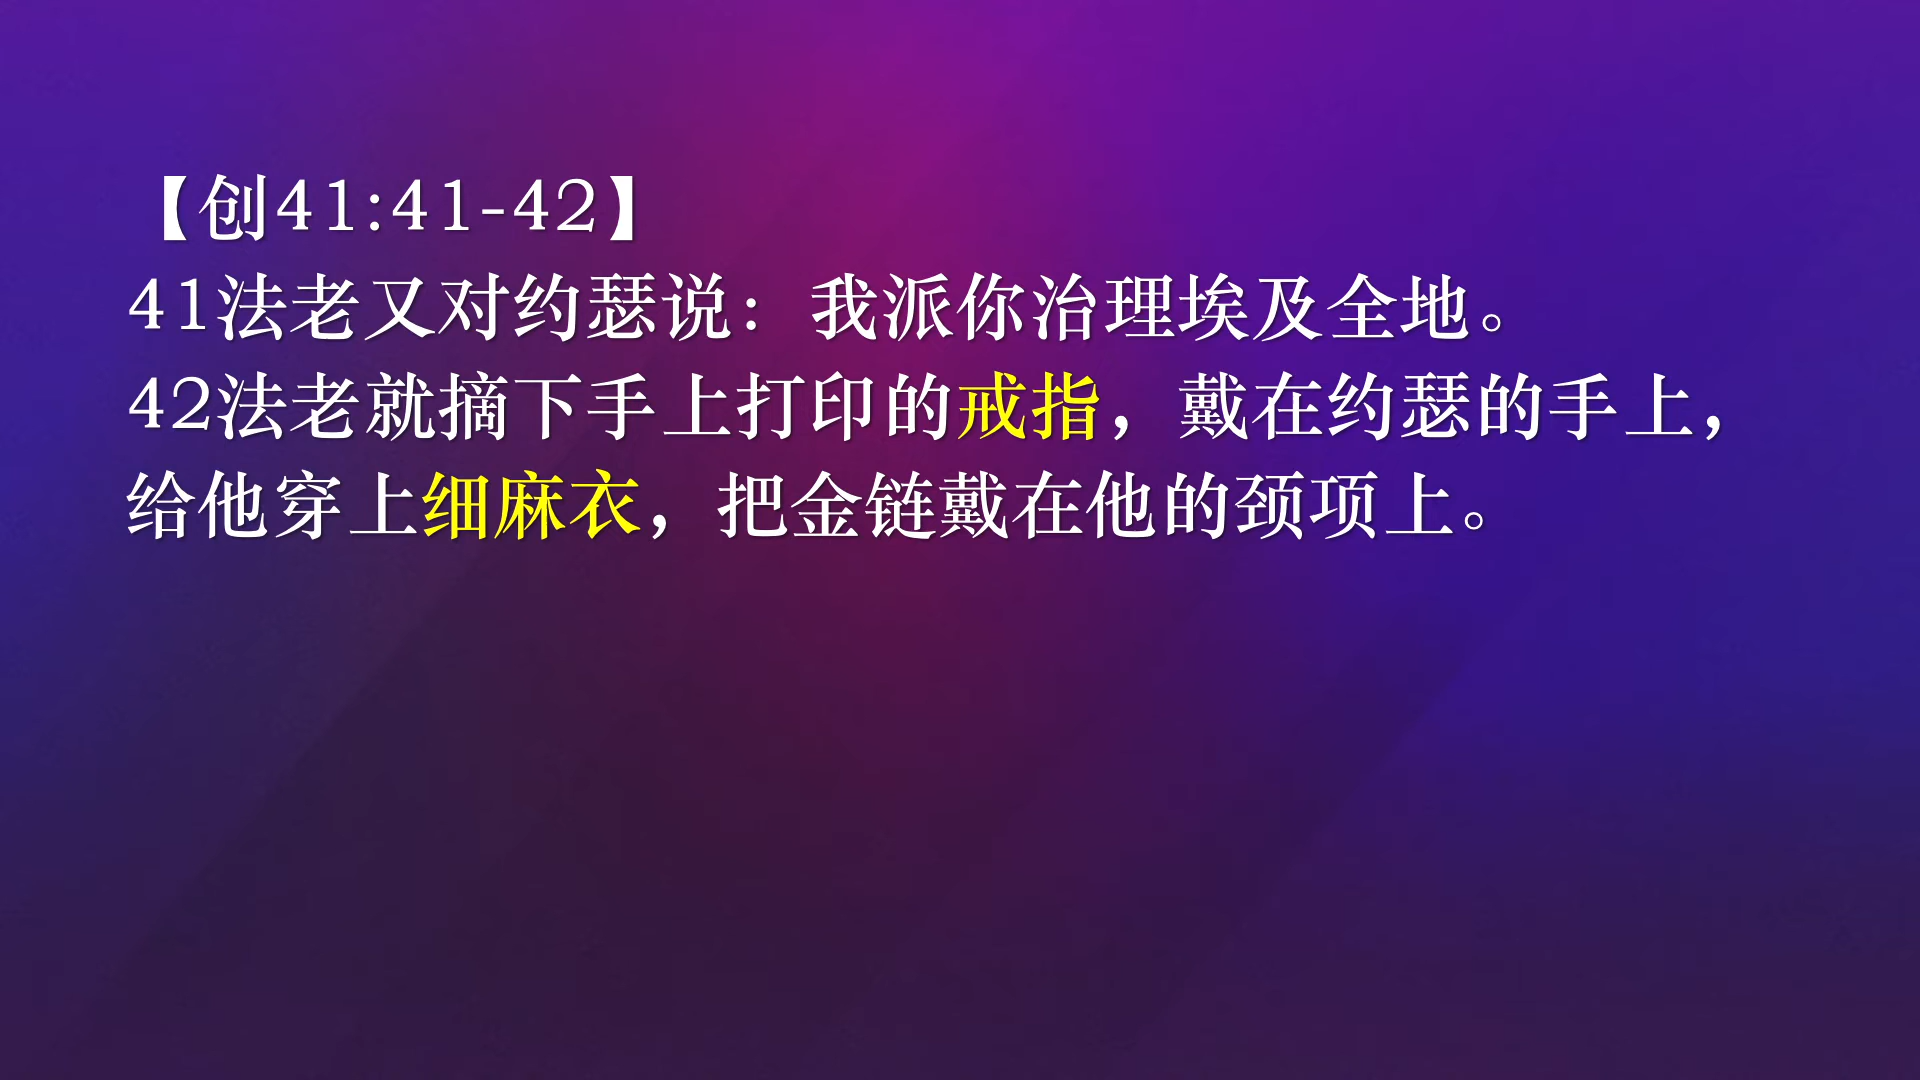 【创41:41-42】
41法老又对约瑟说：我派你治理埃及全地。
42法老就摘下手上打印的戒指，戴在约瑟的手上，
给他穿上细麻衣，把金链戴在他的颈项上。